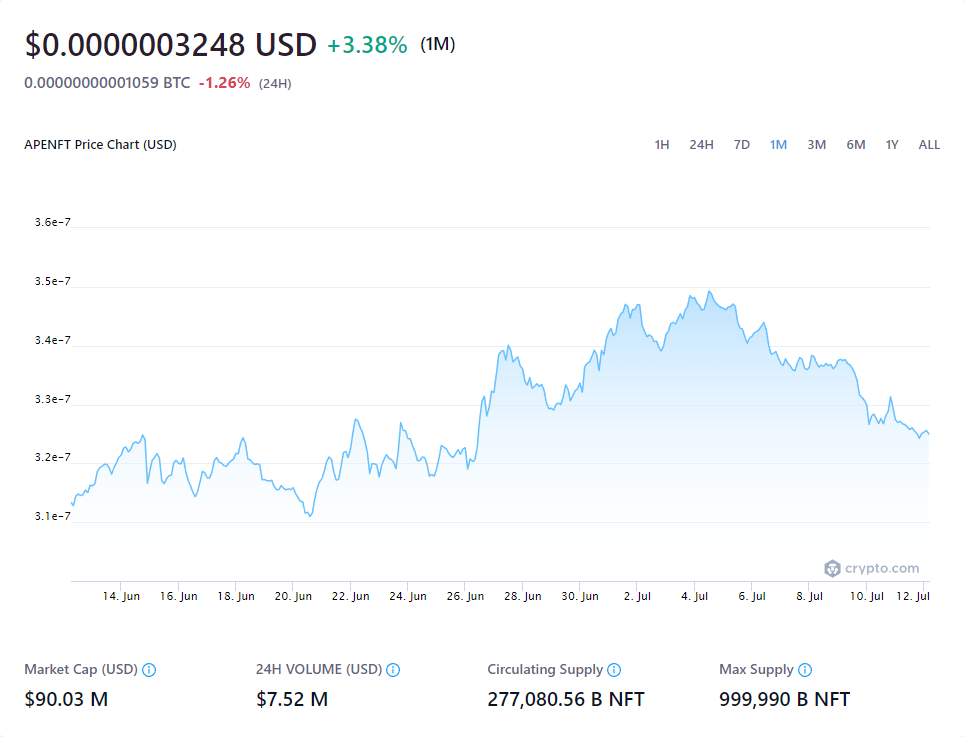 $0.0000003248 USD +3.38% (1M)
0.00000000001059 BTC -1.26% (24H)
APENFT Price Chart (USD) 1H 24H 7D 1M 3M 6M 1Y ALL
3.6e-7
3.5e-7
3.4e-7
3.3e-7
3.2e-7
3.1e-7
crypto.com
14. Jun 16. Jun 18. Jun 20. Jun 22. Jun 24. Jun 26. Jun 28. Jun 30. Jun 2. Jul 4. Jul 6. Jul 8. Jul 10. Jul 12. Jul
Market Cap (USD) 24H VOLUME (USD) Circulating Supply Max Supply
$90.03 M $7.52 M 277,080.56 B NFT 999,990 B NFT